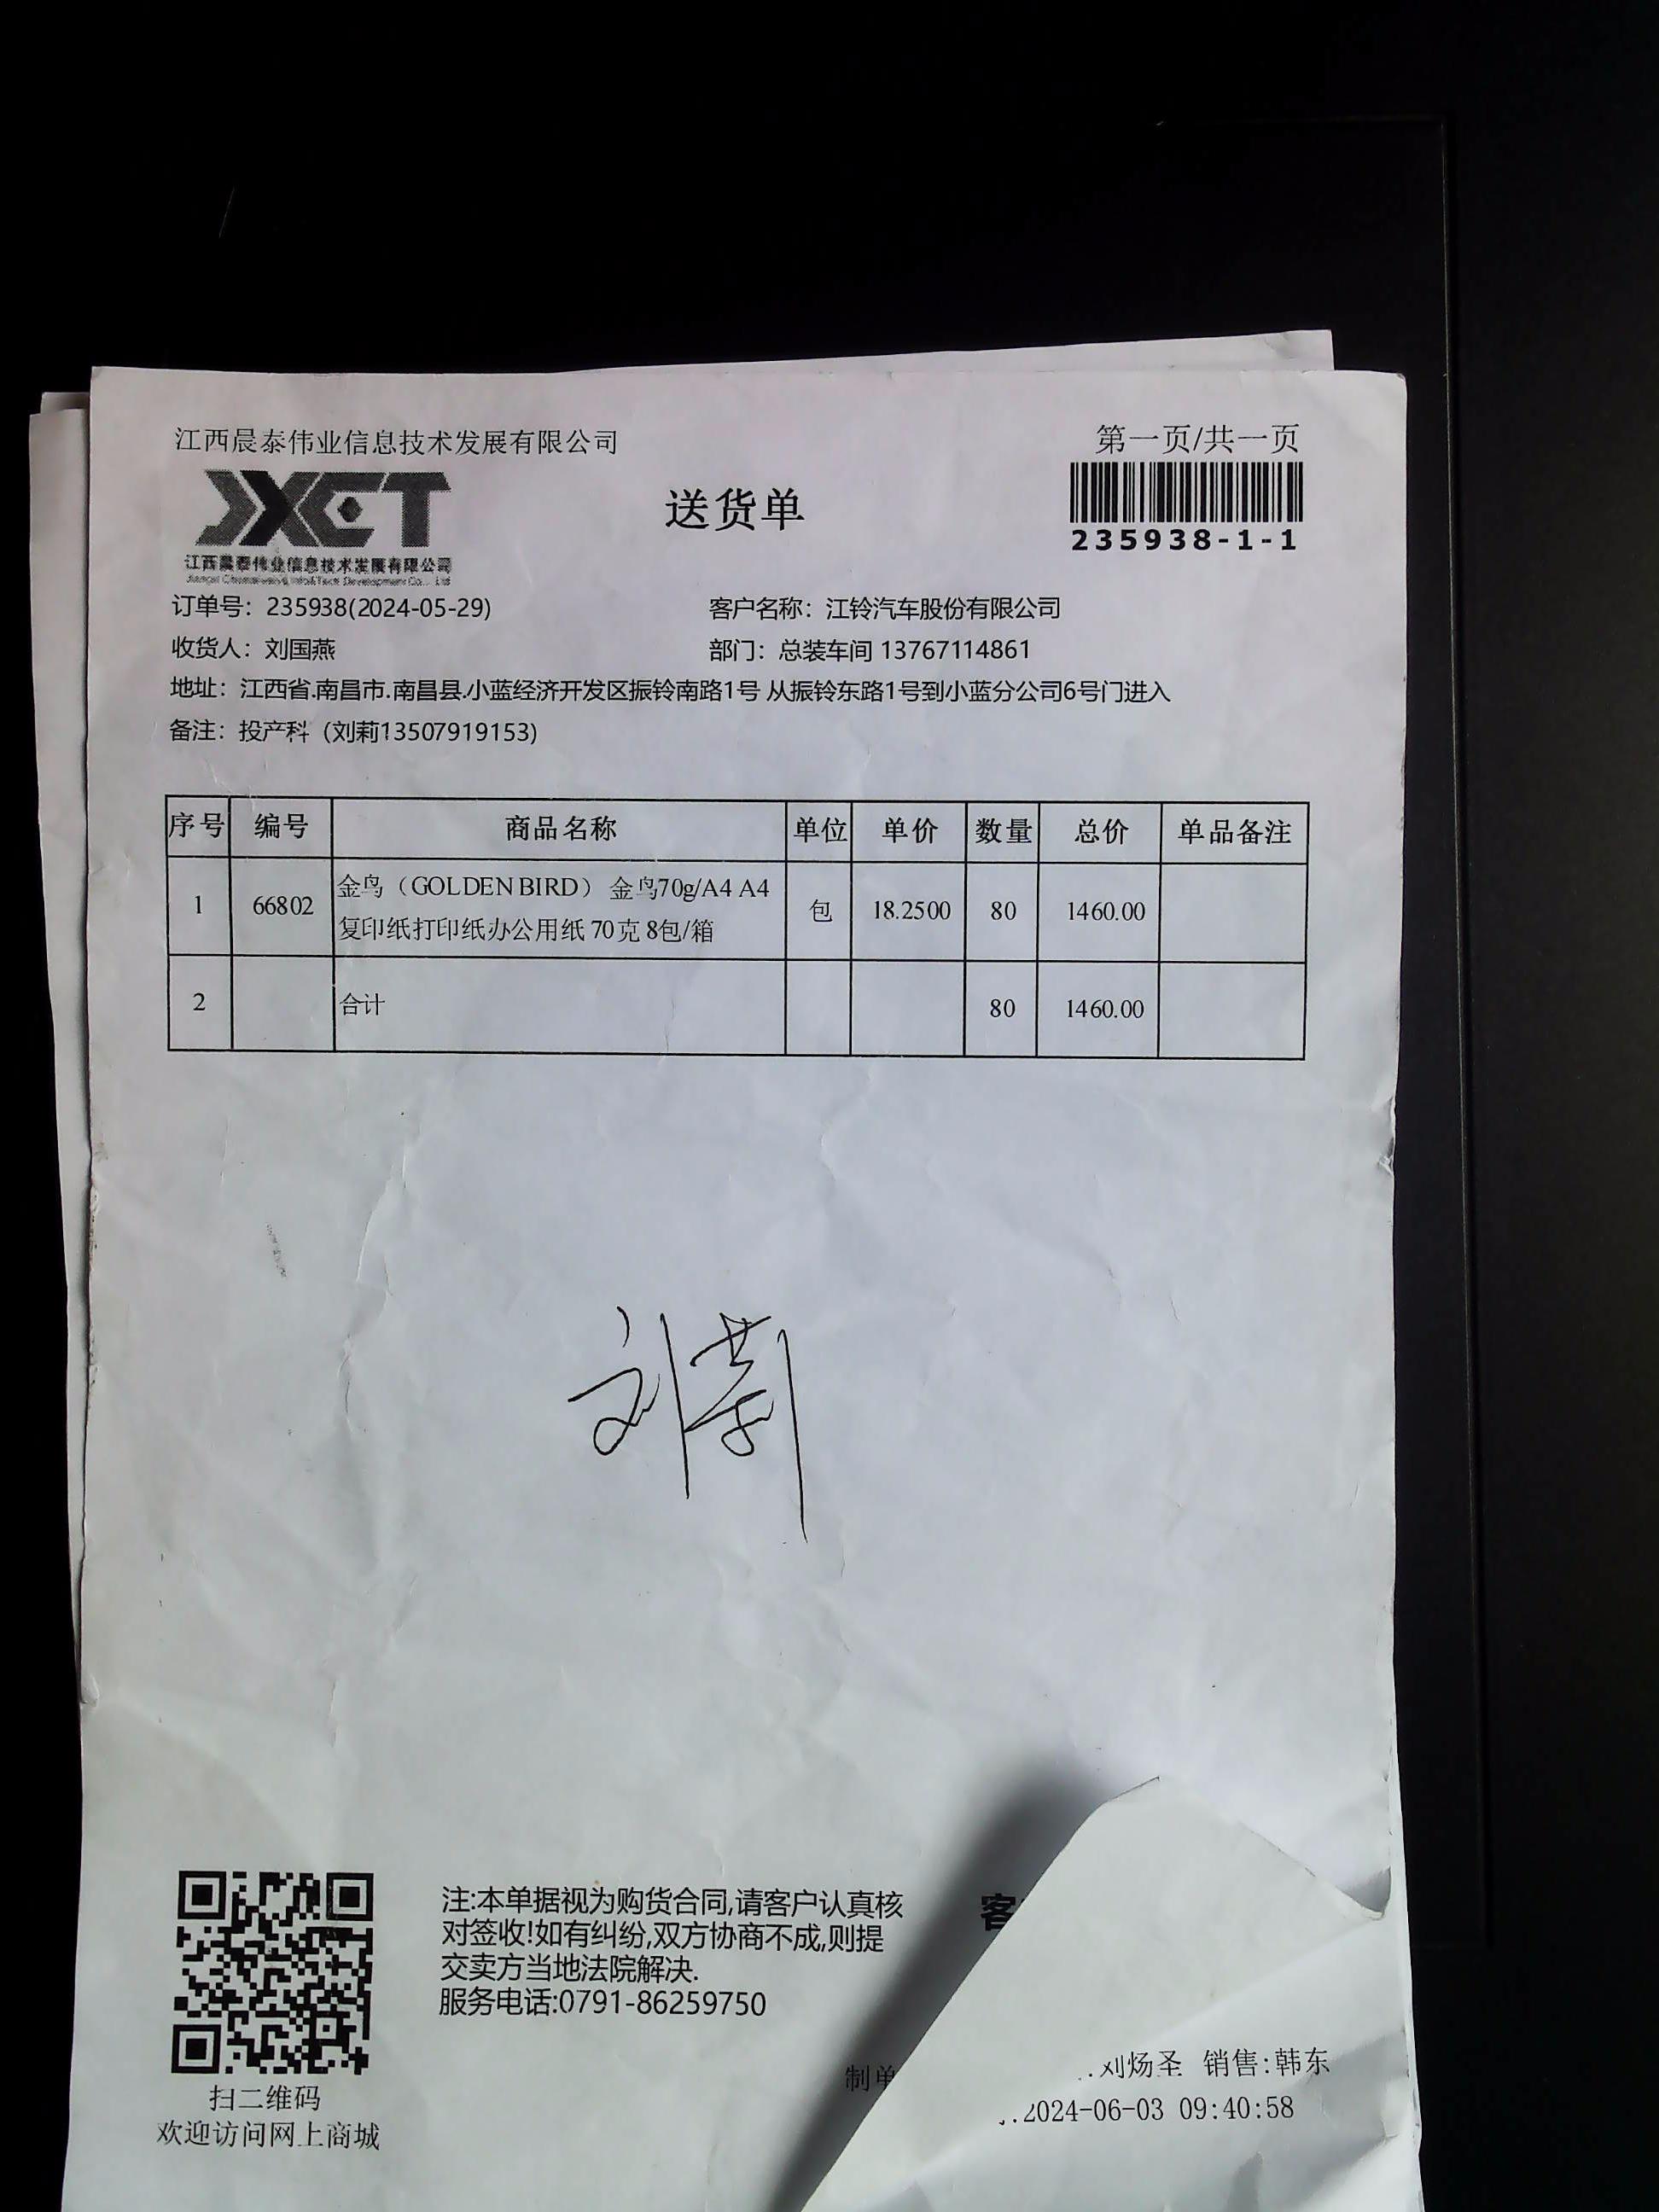 江西晨泰伟业信息技术发展有限公司
第一页/共一页
JXCT
江西晨泰伟业信息技术发展有限公司
送货单
235938-1-1
订单号：235938(2024-05-29)
客户名称：江铃汽车股份有限公司
收货人：刘国燕
部门：总装车间 13767114861
地址：江西省.南昌市.南昌县.小蓝经济开发区振铃南路1号 从振铃东路1号到小蓝分公司6号门进入
备注：投产科（刘莉13507919153)
序号 编号 商品名称 单位 单价 数量 总价 单品备注
1 66802 金鸟（GOLDEN BIRD） 金鸟70g/A4 A4 包 18.2500 80 1460.00
复印纸打印纸办公用纸 70克 8包/箱
2 合计 80 1460.00
刘莉
注:本单据视为购货合同,请客户认真核
对签收!如有纠纷,双方协商不成,则提
交卖方当地法院解决.
服务电话:0791-86259750
客
扫二维码
欢迎访问网上商城
制单
刘炀圣 销售:韩东
2024-06-03 09:40:58